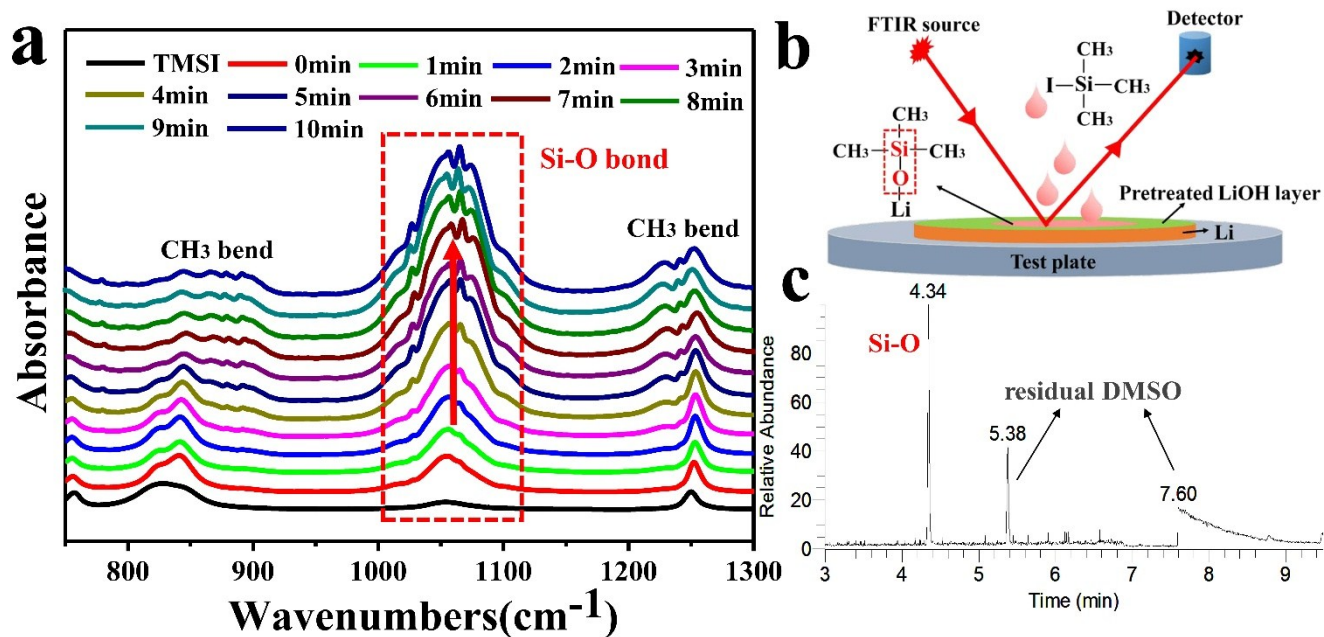 a
TMSI 0min 1min 2min 3min
4min 5min 6min 7min 8min
9min 10min
Si-O bond
CH3 bend
CH3 bend
Absorbance
800 900 1000 1100 1200 1300
Wavenumbers(cm-1)
b
FTIR source
Detector
CH3
I-Si-CH3
CH3
CH3
CH3-Si-CH3
O
Li
Pretreated LiOH layer
Li
Test plate
c
4.34
Si-O
residual DMSO
5.38
7.60
Relative Abundance
80
60
40
20
0
3 4 5 6 7 8 9
Time (min)